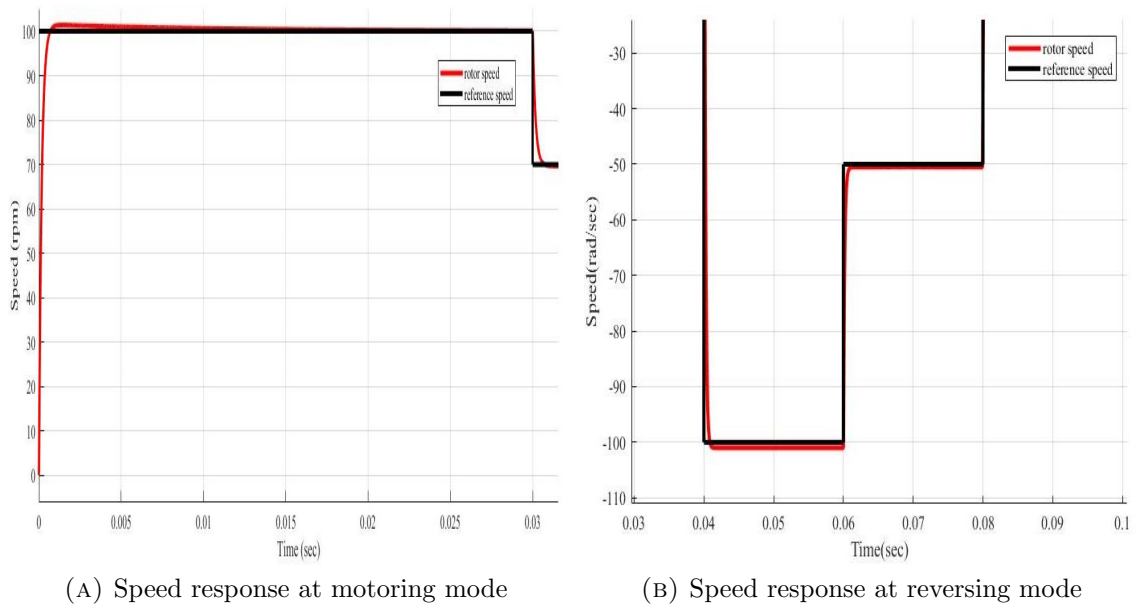 100
90
80
70
60
50
40
30
20
10
0
Speed (rpm)
rotor speed
reference speed
0 0.005 0.01 0.015 0.02 0.025 0.03
Time (sec)
(A) Speed response at motoring mode
-30
-40
-50
-60
-70
-80
-90
-100
-110
Speed(rad/sec)
rotor speed
reference speed
0.03 0.04 0.05 0.06 0.07 0.08 0.09 0.1
Time(sec)
(B) Speed response at reversing mode